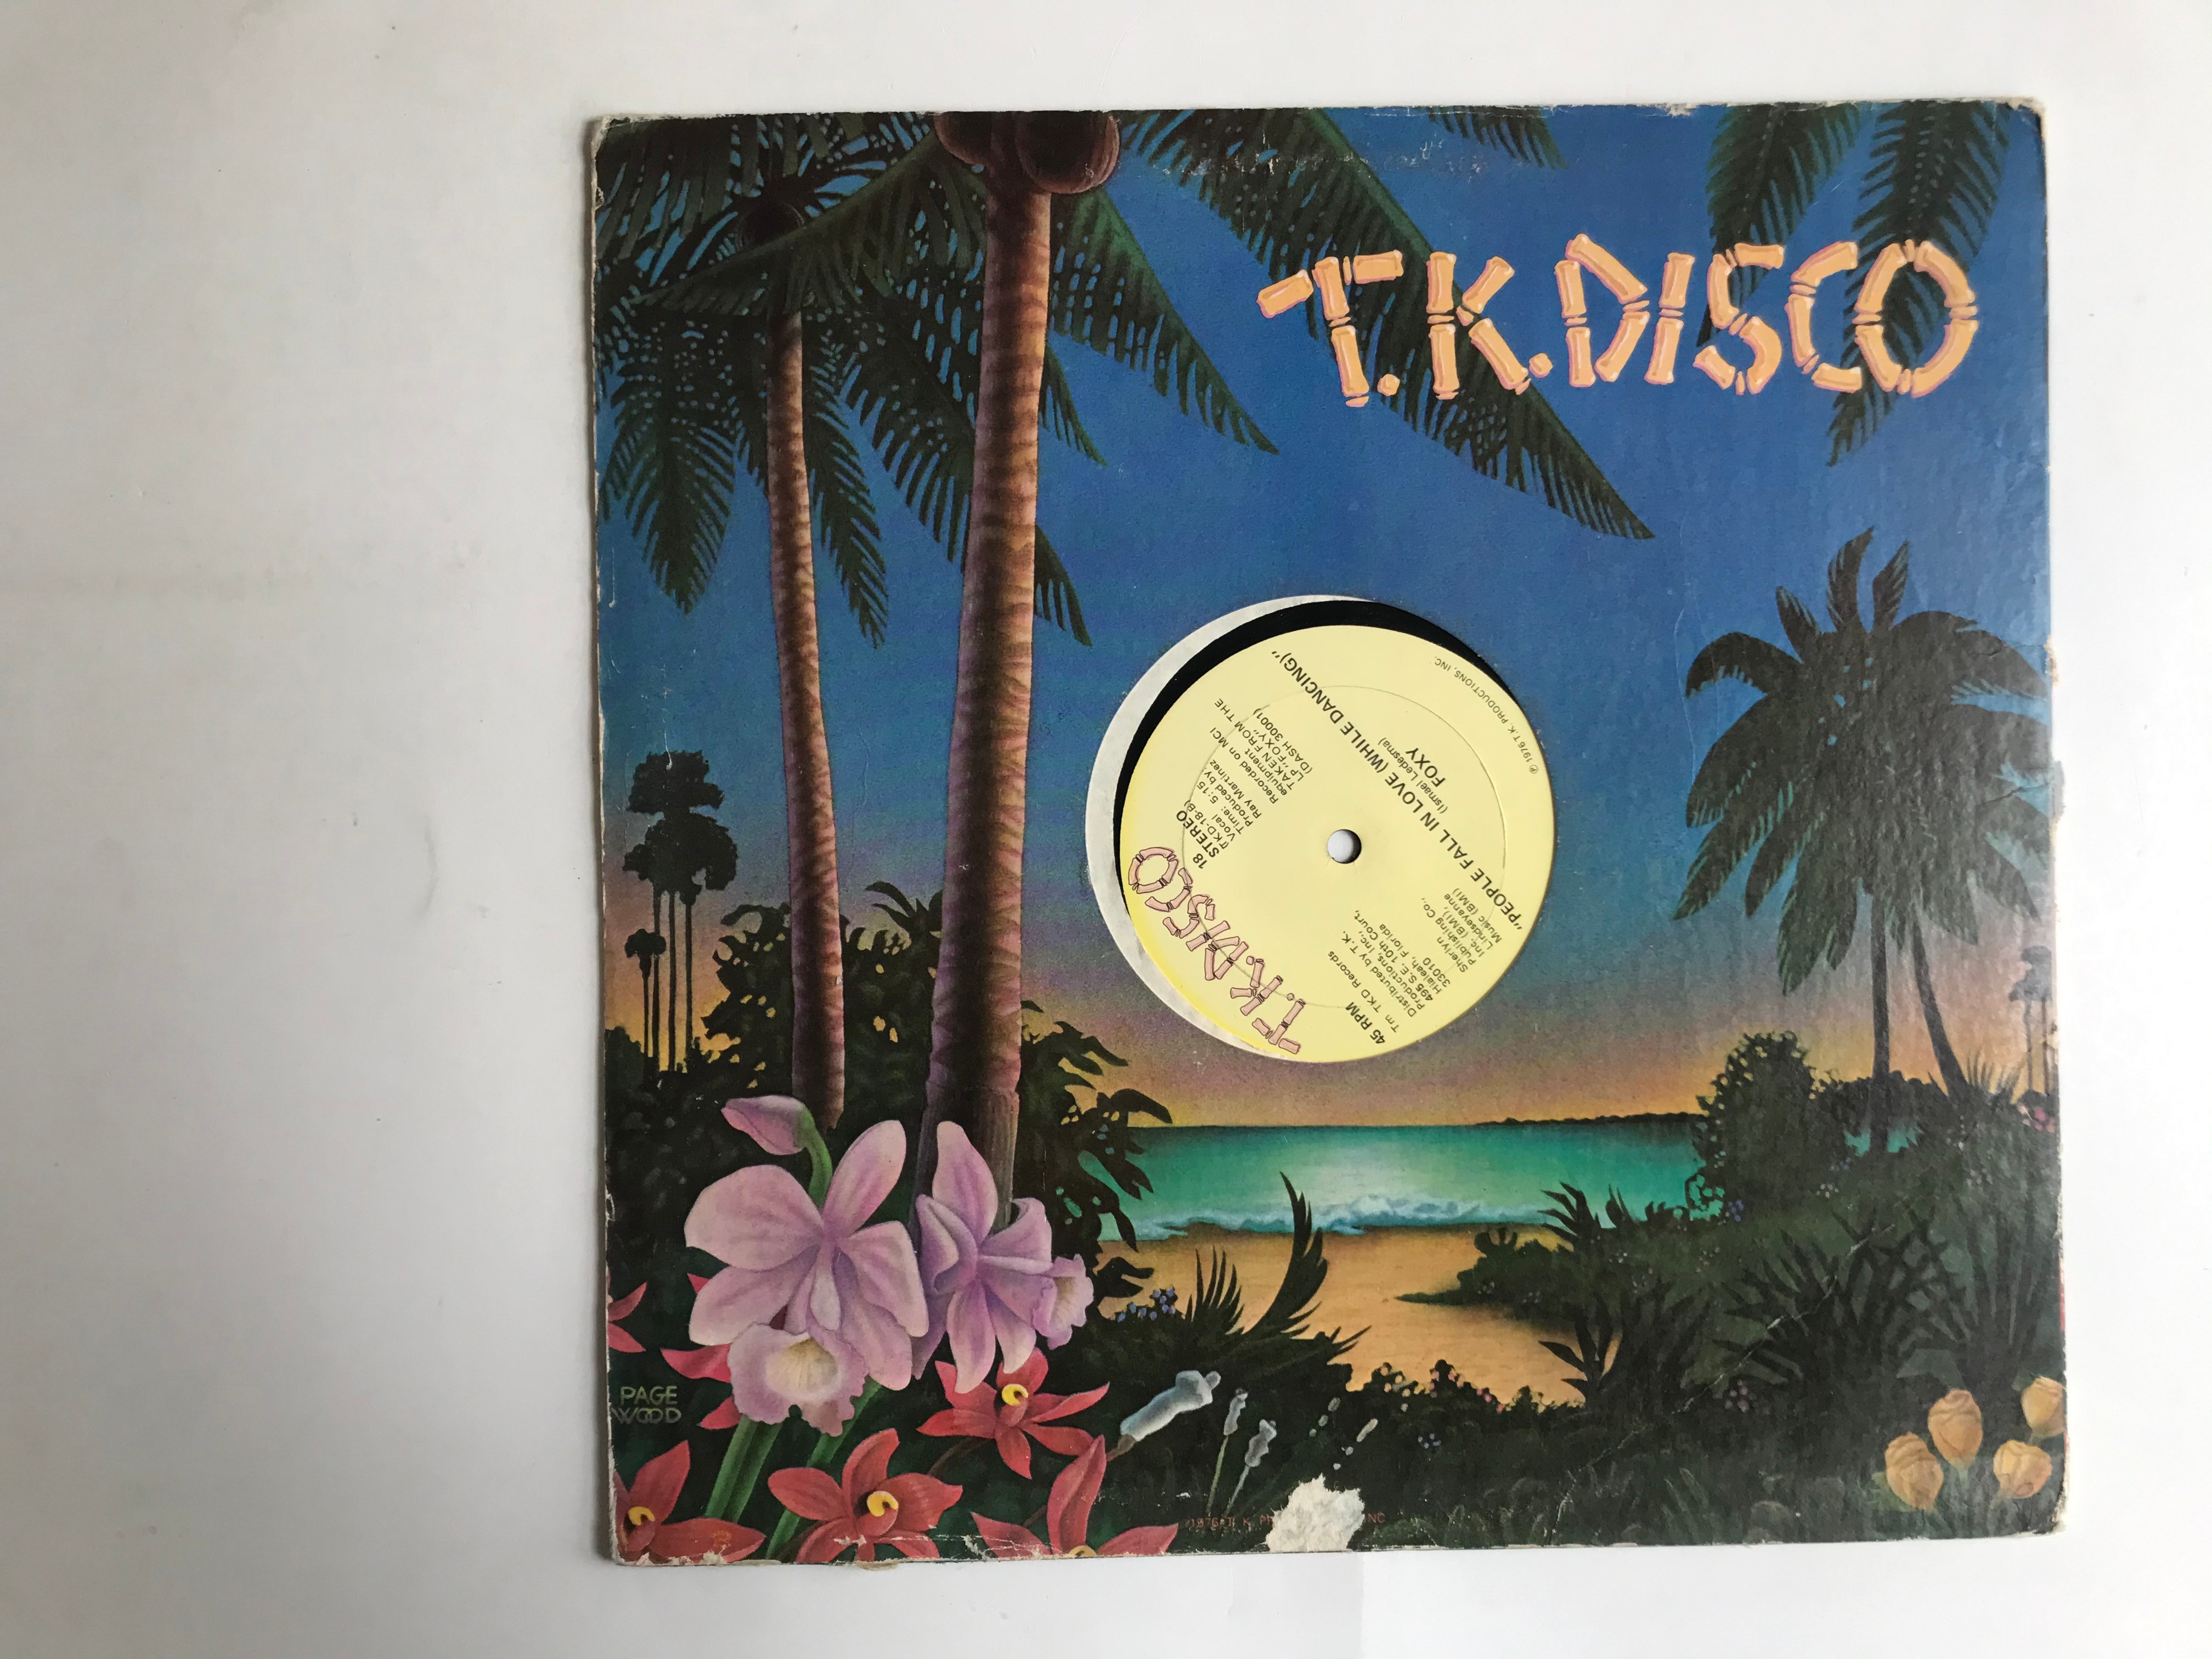 T.K.DISCO
T.K.DISCO
18
STEREO
(TKD-18-B)
Vocal
Time: 5:15
Produced by
Ray Martinez
Recorded on MCI
equipment
TAKEN FROM THE
LP "FOXY"
(DASH 30001)
45 RPM
Tm TKD Records
Distributed by T.K.
Productions, Inc.,
495 S.E. 10th Court,
Hialeah, Florida
33010
Sherlyn
Publishing Co.,
Inc. (BMI)
Lindseyanne
Music (BMI)
"PEOPLE FALL IN LOVE (WHILE DANCING)"
(Ismael Ledesma)
FOXY
℗ 1976 T.K. PRODUCTIONS, INC.
PAGE
WOOD
1976 T. K.